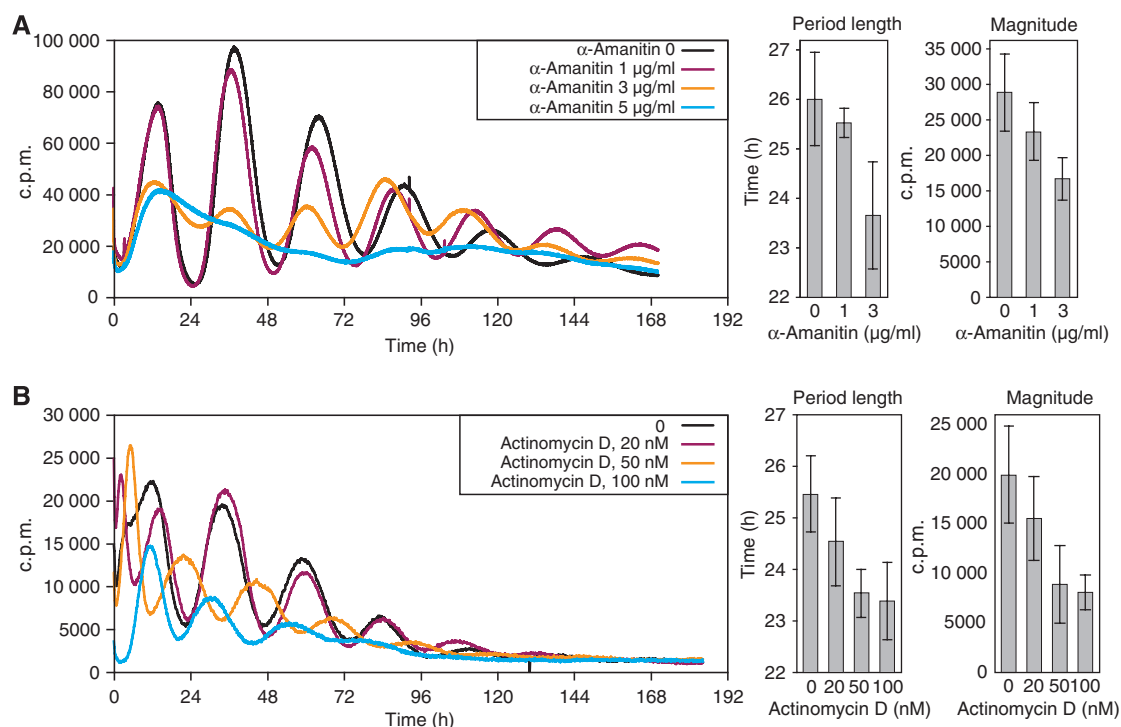 A
100 000
80 000
60 000
40 000
20 000
0
c.p.m.
0 24 48 72 96 120 144 168 192
Time (h)
α-Amanitin 0
α-Amanitin 1 µg/ml
α-Amanitin 3 µg/ml
α-Amanitin 5 µg/ml
Period length
27
26
25
24
23
22
Time (h)
0 1 3
α-Amanitin (µg/ml)
Magnitude
35 000
30 000
25 000
20 000
15 000
10 000
5000
0
c.p.m.
0 1 3
α-Amanitin (µg/ml)
B
30 000
25 000
20 000
15 000
10 000
5000
0
c.p.m.
0 24 48 72 96 120 144 168 192
Time (h)
0
Actinomycin D, 20 nM
Actinomycin D, 50 nM
Actinomycin D, 100 nM
Period length
27
26
25
24
23
22
Time (h)
0 20 50 100
Actinomycin D (nM)
Magnitude
25 000
20 000
15 000
10 000
5000
0
c.p.m.
0 20 50100
Actinomycin D (nM)